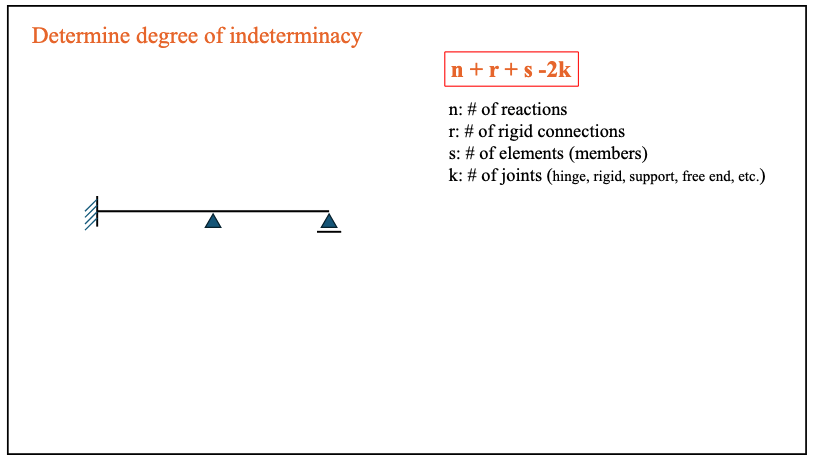 Determine degree of indeterminacy
n + r + s -2k
n: # of reactions
r: # of rigid connections
s: # of elements (members)
k: # of joints (hinge, rigid, support, free end, etc.)